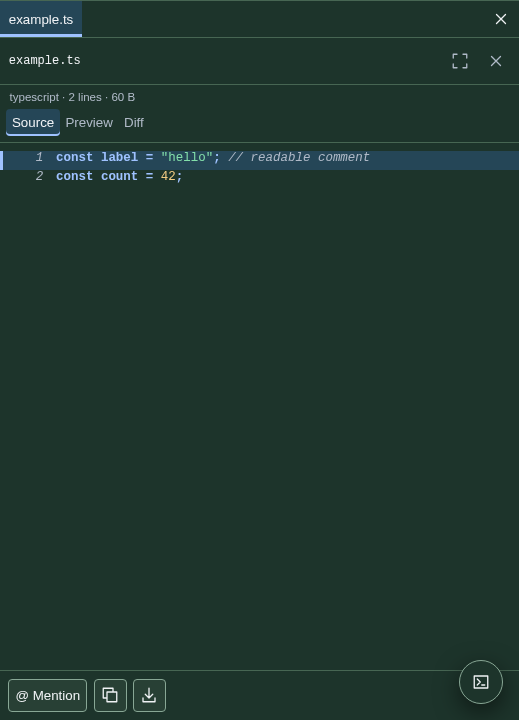 example.ts
example.ts
typescript · 2 lines · 60 B
Source Preview Diff
1 const label = "hello"; // readable comment
2 const count = 42;
@ Mention